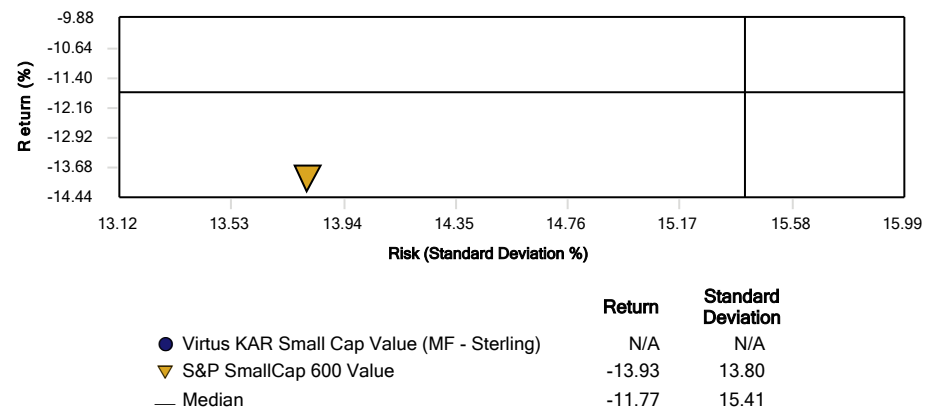 -9.88
-10.64
-11.40
-12.16
-12.92
-13.68
-14.44
Return (%)
13.12 13.53 13.94 14.35 14.76 15.17 15.58 15.99
Risk (Standard Deviation %)
Return Standard Deviation
Virtus KAR Small Cap Value (MF - Sterling) N/A N/A
S&P SmallCap 600 Value -13.93 13.80
Median -11.77 15.41